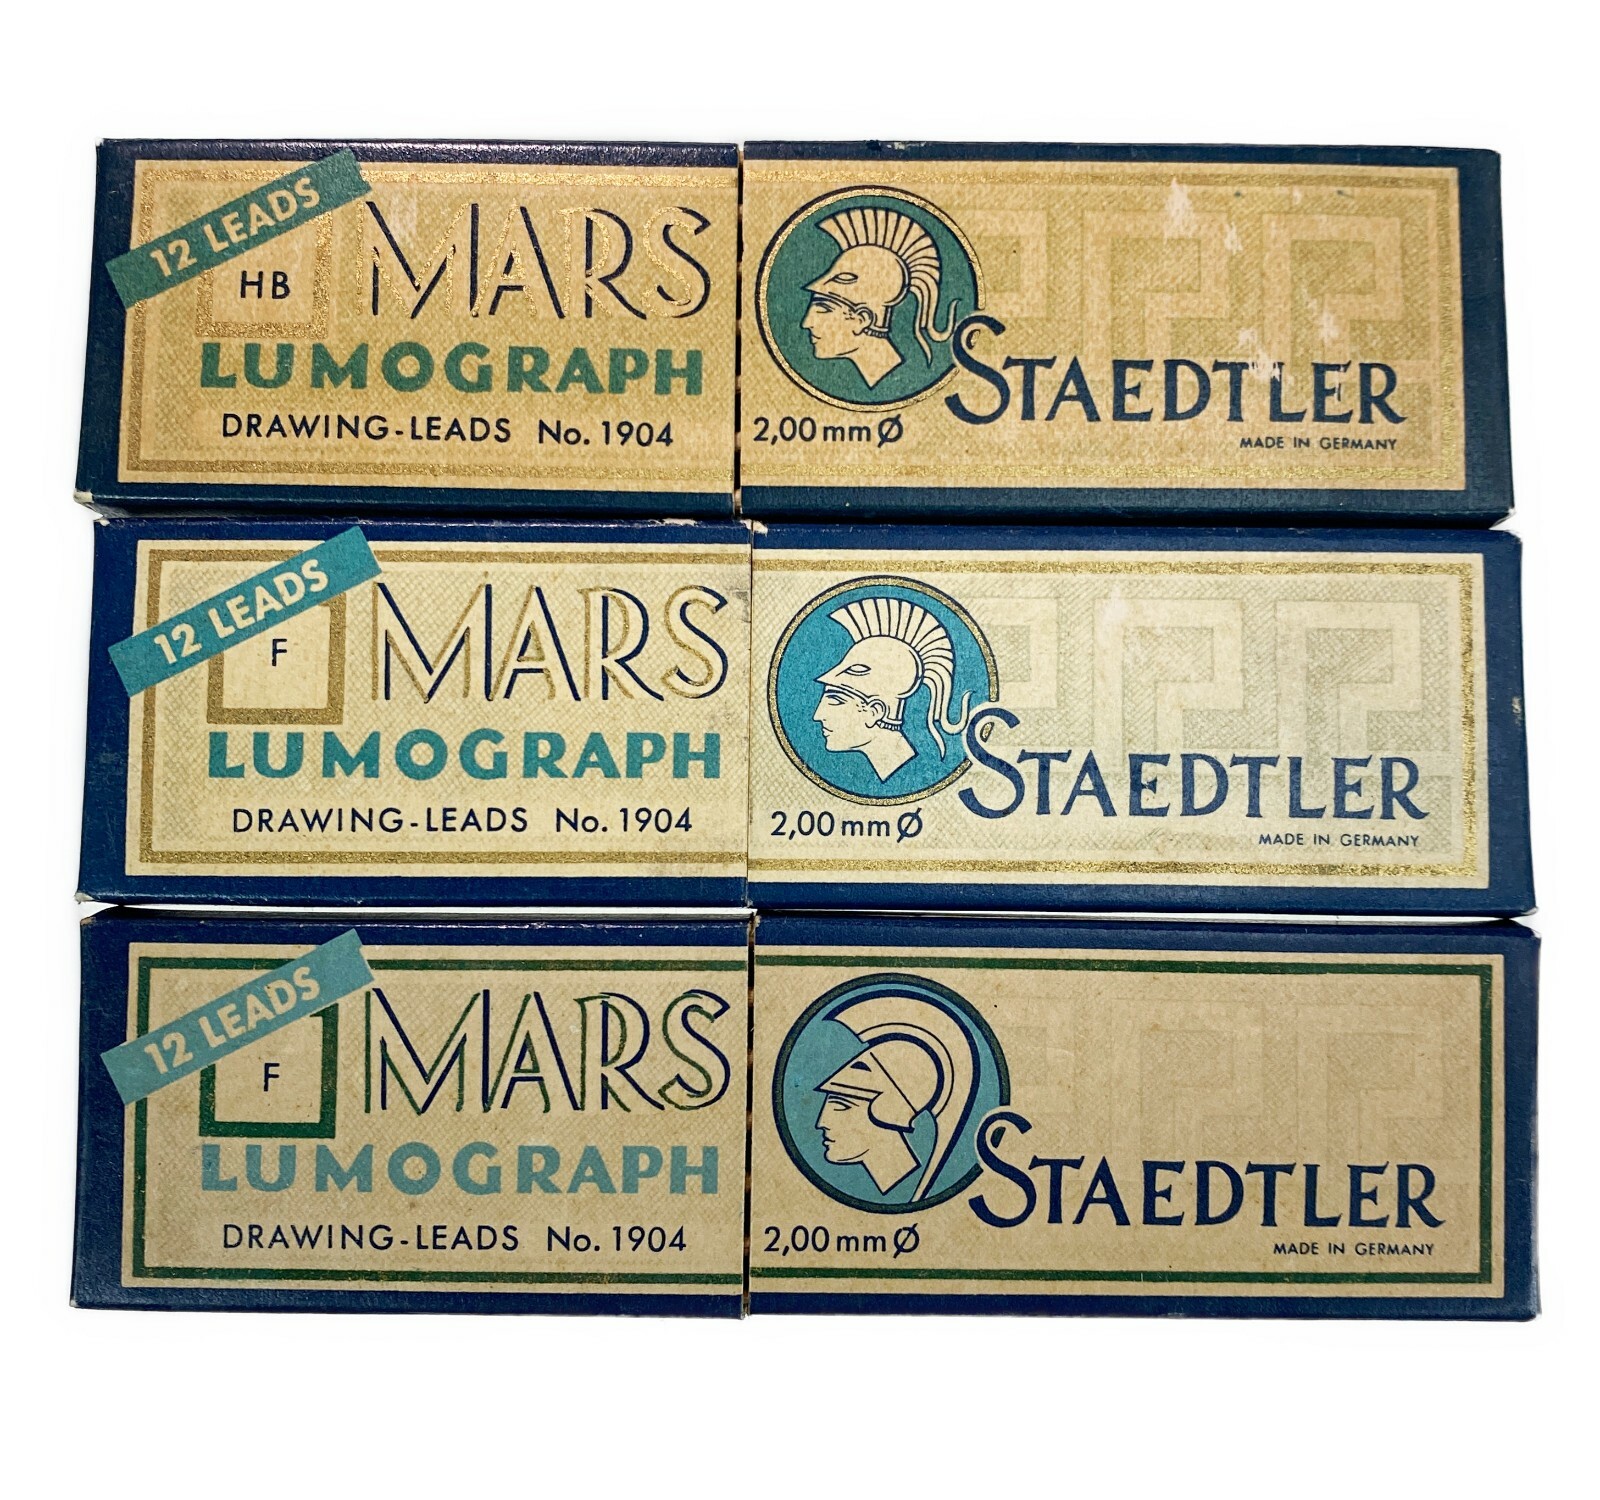 12 LEADS
HB
MARS
LUMOGRAPH
DRAWING-LEADS No. 1904
2,00 mm Ø
STAEDTLER
MADE IN GERMANY
12 LEADS
F
MARS
LUMOGRAPH
DRAWING-LEADS No. 1904
2,00 mm Ø
STAEDTLER
MADE IN GERMANY
12 LEADS
F
MARS
LUMOGRAPH
DRAWING-LEADS No. 1904
2,00 mm Ø
STAEDTLER
MADE IN GERMANY